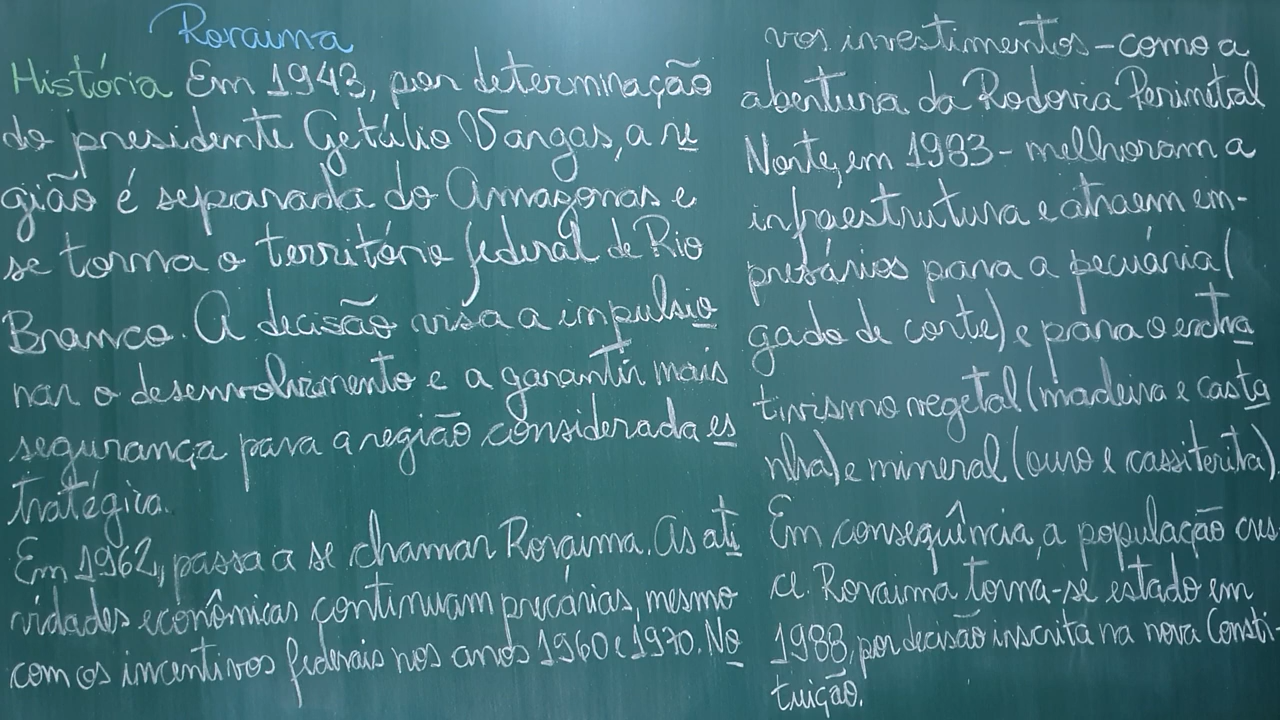 Roraima
História Em 1943, por determinação
do presidente Getúlio Vargas, a re
gião é separada do Amazonas e
se torna o território federal de Rio
Branco. A decisão visa a impulsio
nar o desenvolvimento e a garantir mais
segurança para a região considerada es
tratégica.
Em 1962, passa a se chamar Roraima. As ati
vidades econômicas continuam precárias, mesmo
com os incentivos federais nos anos 1960 e 1970. No
vos investimentos - como a
abertura da Rodovia Perimetral
Norte, em 1983 - melhoram a
infraestrutura e atraem em-
presários para a pecuária (
gado de corte) e para o extra
tivismo vegetal (madeira e casta
nha) e mineral (ouro e cassiterita).
Em consequência, a população cres
ce. Roraima torna-se estado em
1988, por decisão inscrita na nova Consti-
tuição.